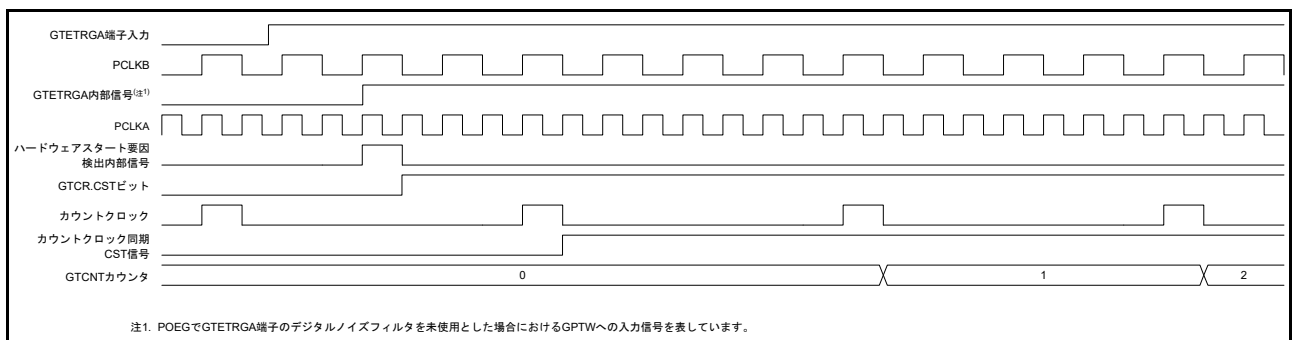 GTETRGA端子入力
PCLKB
GTETRGA内部信号(注1)
PCLKA
ハードウェアスタート要因
検出内部信号
GTCR.CSTビット
カウントクロック
カウントクロック同期
CST信号
GTCNTカウンタ
0
1
2
注1. POEGでGTETRGA端子のデジタルノイズフィルタを未使用とした場合におけるGPTWへの入力信号を表しています。